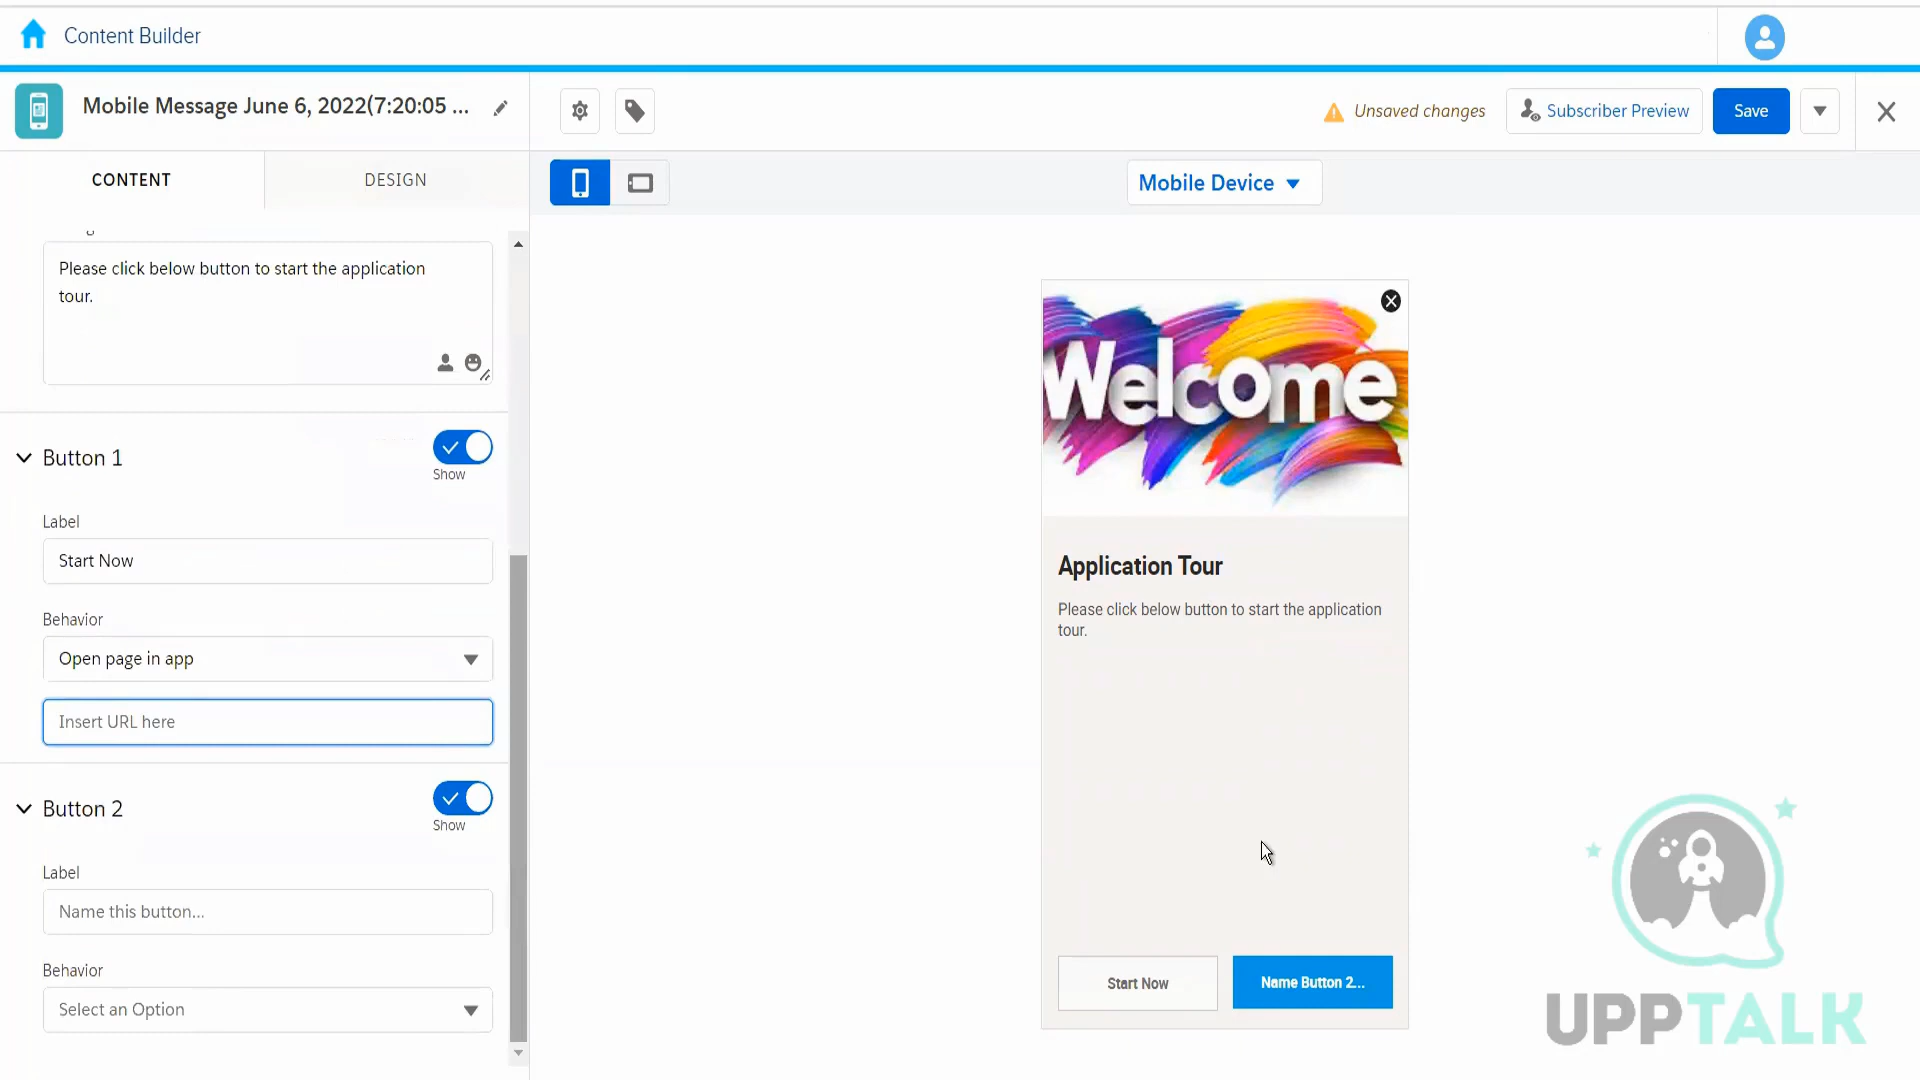 Content Builder
Mobile Message June 6, 2022(7:20:05 ...
Unsaved changes
Subscriber Preview
Save
CONTENT
DESIGN
Mobile Device
Please click below button to start the application
tour.
Button 1
Show
Label
Start Now
Behavior
Open page in app
Insert URL here
Button 2
Show
Label
Name this button...
Behavior
Select an Option
Welcome
Application Tour
Please click below button to start the application
tour.
Start Now
Name Button 2...
UPPTALK